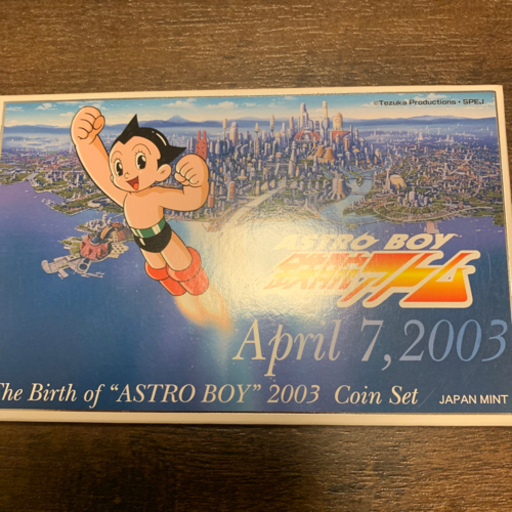 ©Tezuka Productions・SPEJ.
ASTRO BOY
鉄腕アトム
April 7, 2003
The Birth of “ASTRO BOY” 2003 Coin Set / JAPAN MINT